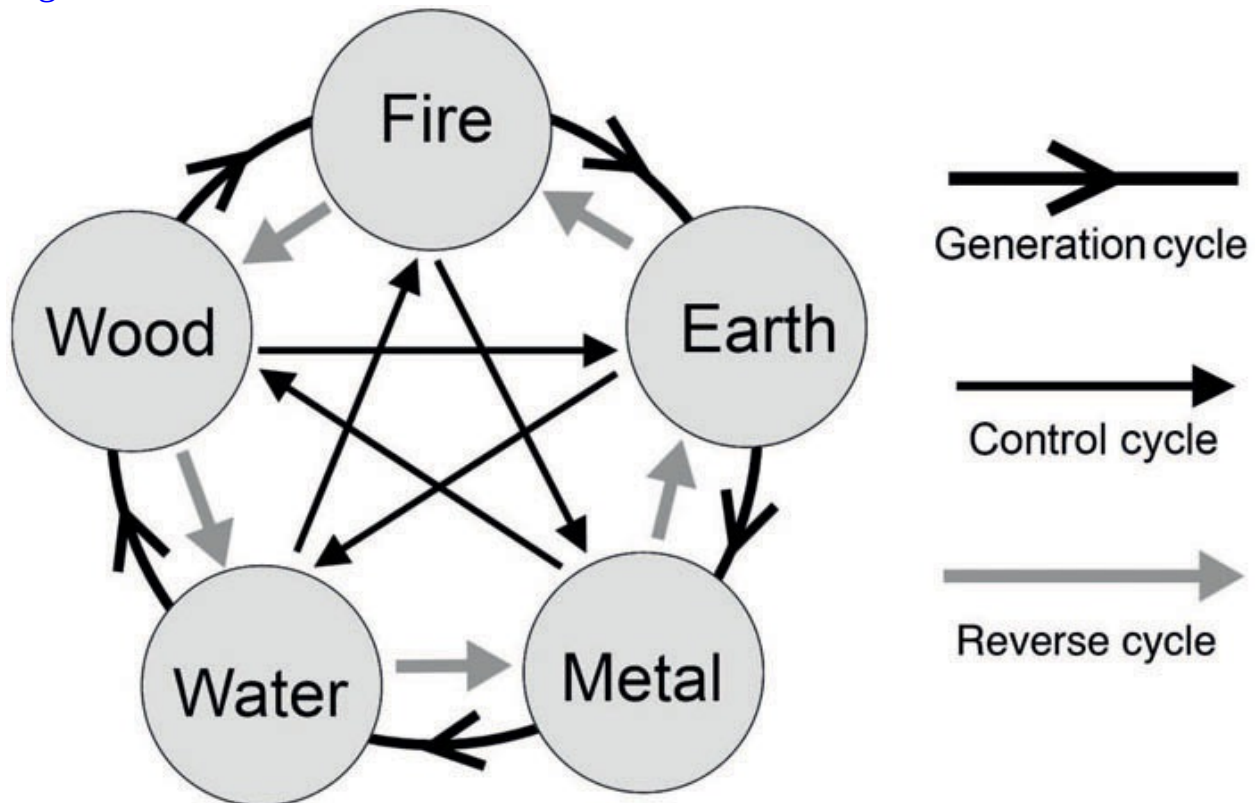 Fire
Wood
Earth
Water
Metal
Generation cycle
Control cycle
Reverse cycle